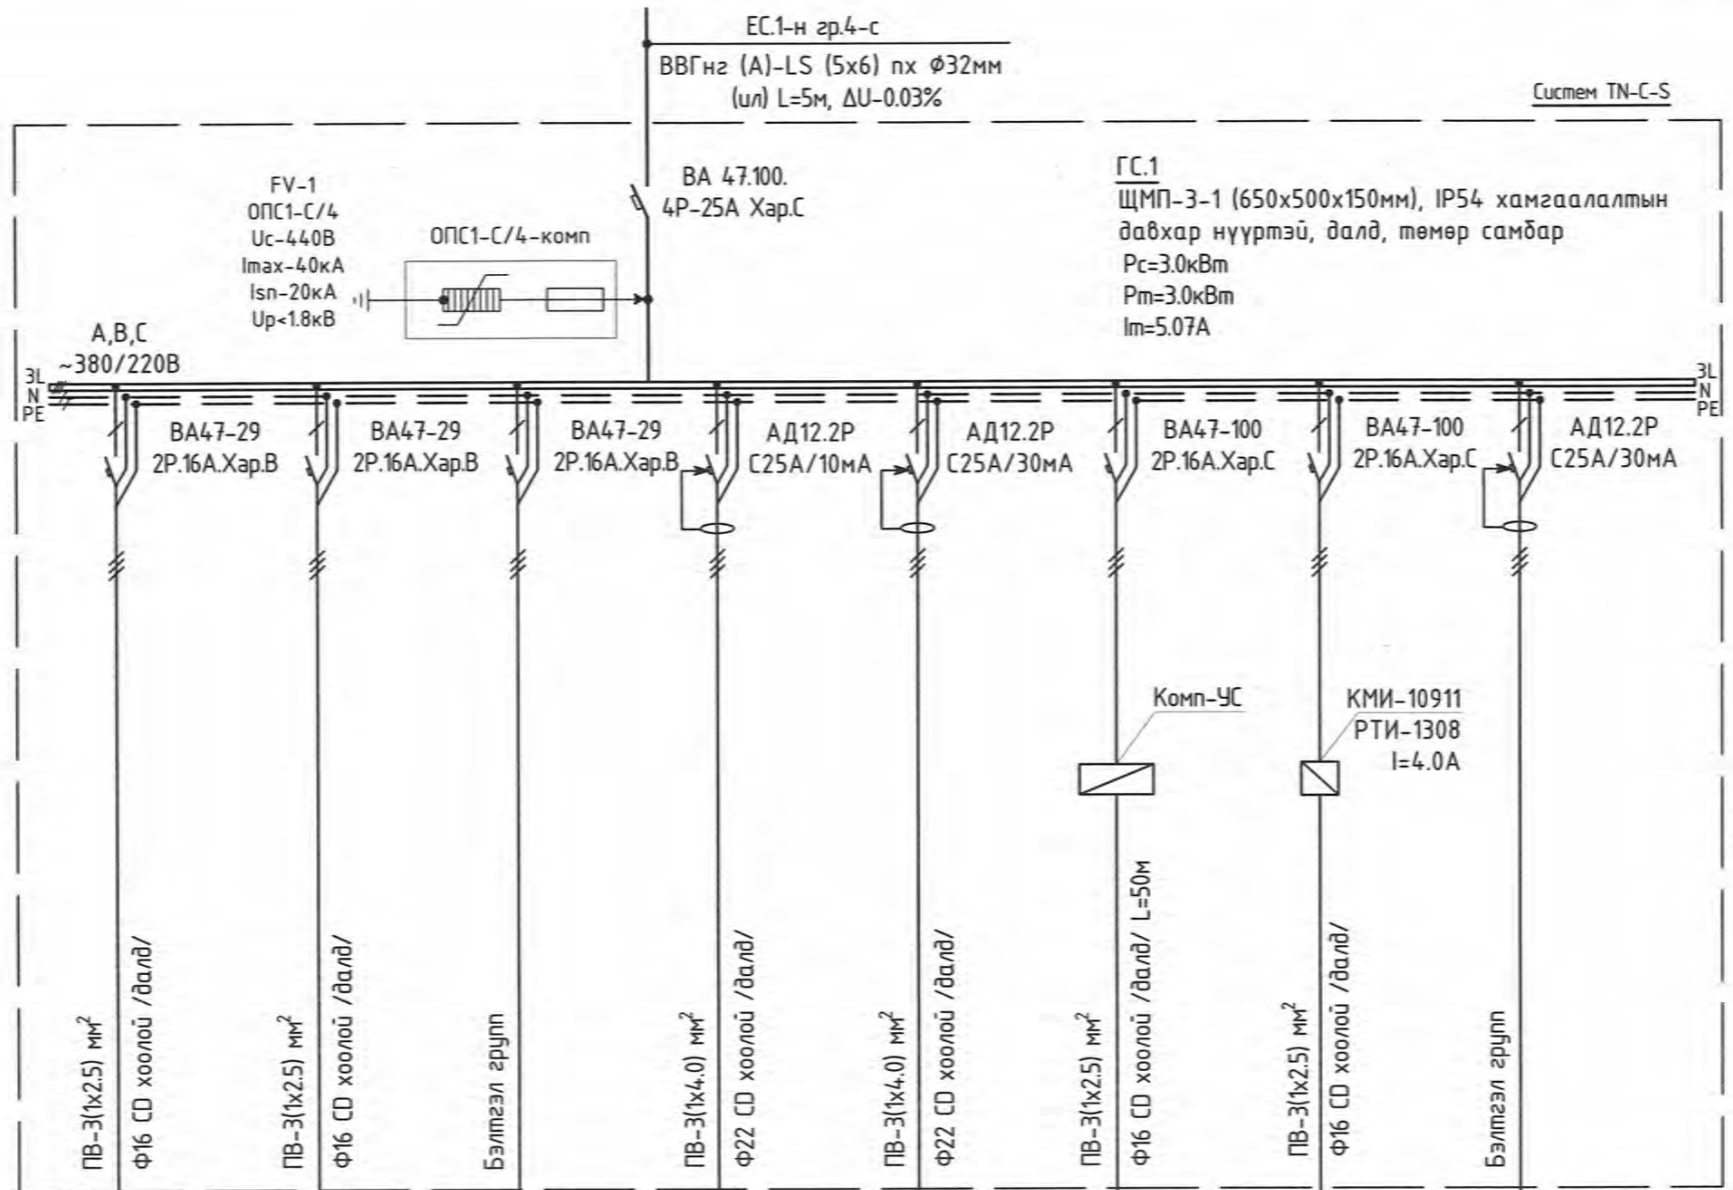 ЕС.1-н гр.4-с
ВВГнг (А)-LS (5х6) пх Ф32мм
(ил) L=5м, ΔU-0.03%
Систем TN-C-S
FV-1
ОПС1-С/4
Uс-440В
Imax-40кА
Isn-20кА
Up<1.8кВ
ОПС1-С/4-комп
ВА 47.100.
4Р-25А Хар.С
ГС.1
ЩМП-3-1 (650х500х150мм), IP54 хамгаалалтын
давхар нүүртэй, далд, төмөр самбар
Рс=3.0кВт
Рт=3.0кВт
Iт=5.07А
А,В,С
~380/220В
3L
N
PE
3L
N
PE
ВА47-29
2Р.16А.Хар.В
ВА47-29
2Р.16А.Хар.В
ВА47-29
2Р.16А.Хар.В
АД12.2Р
С25А/10мА
АД12.2Р
С25А/30мА
ВА47-100
2Р.16А.Хар.С
ВА47-100
2Р.16А.Хар.С
АД12.2Р
С25А/30мА
Комп-УС
КМИ-10911
РТИ-1308
I=4.0А
ПВ-3(1х2.5) мм²
Ф16 CD хоолой /далд/
ПВ-3(1х2.5) мм²
Ф16 CD хоолой /далд/
Бэлтгэл групп
ПВ-3(1х4.0) мм²
Ф22 CD хоолой /далд/
ПВ-3(1х4.0) мм²
Ф22 CD хоолой /далд/
ПВ-3(1х2.5) мм²
Ф16 CD хоолой /далд/ L=50м
ПВ-3(1х2.5) мм²
Ф16 CD хоолой /далд/
Бэлтгэл групп